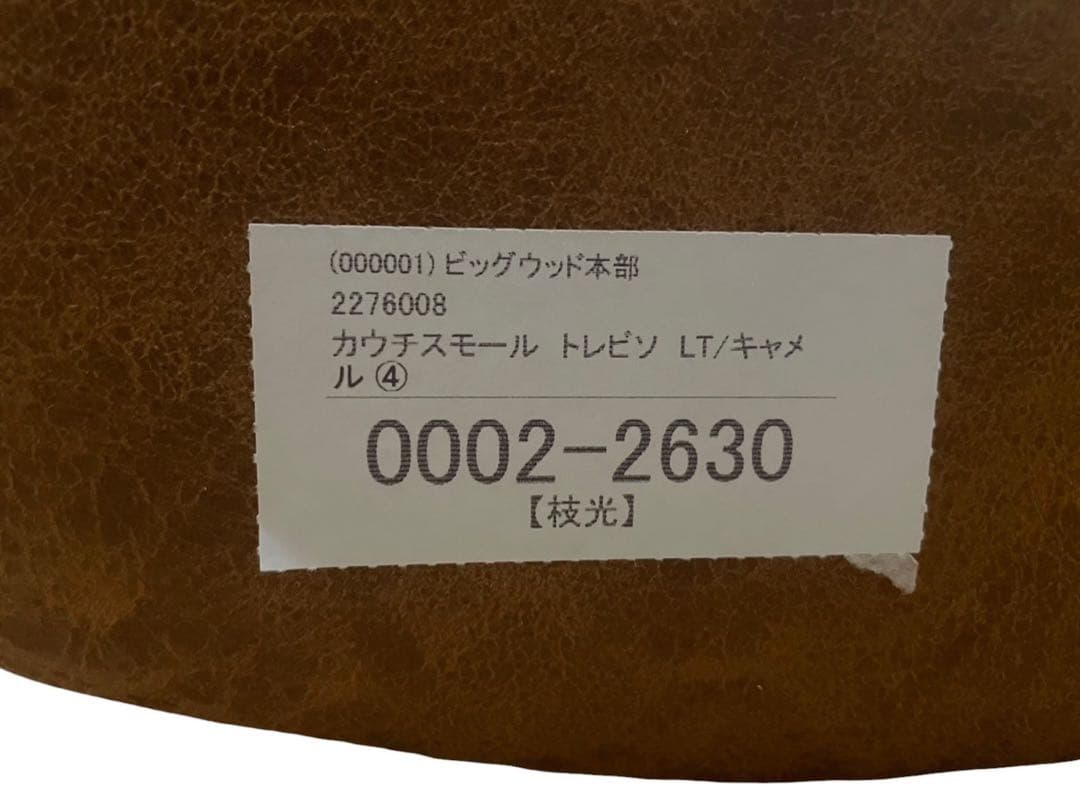 (000001)ビッグウッド本部
2276008
カウチスモール　トレビソ　LT/キャメ
ル④
0002-2630
【枝光】